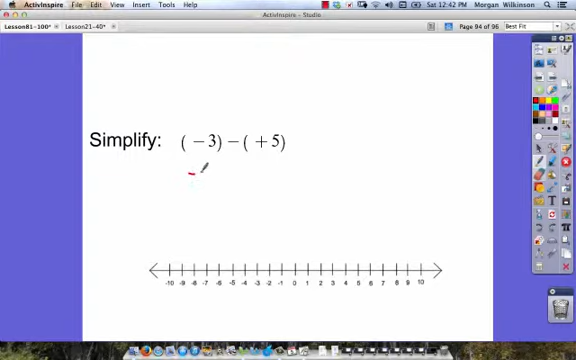 ActivInspire File Edit View Insert Tools Help Sat 12:42 PM Morgan Wilkinson
ActivInspire - Studio
Lesson81-100* Lesson21-40* Page 94 of 96 Best Fit
Simplify: ( − 3) − ( + 5)
-10 -9 -8 -7 -6 -5 -4 -3 -2 -1 0 1 2 3 4 5 6 7 8 9 10